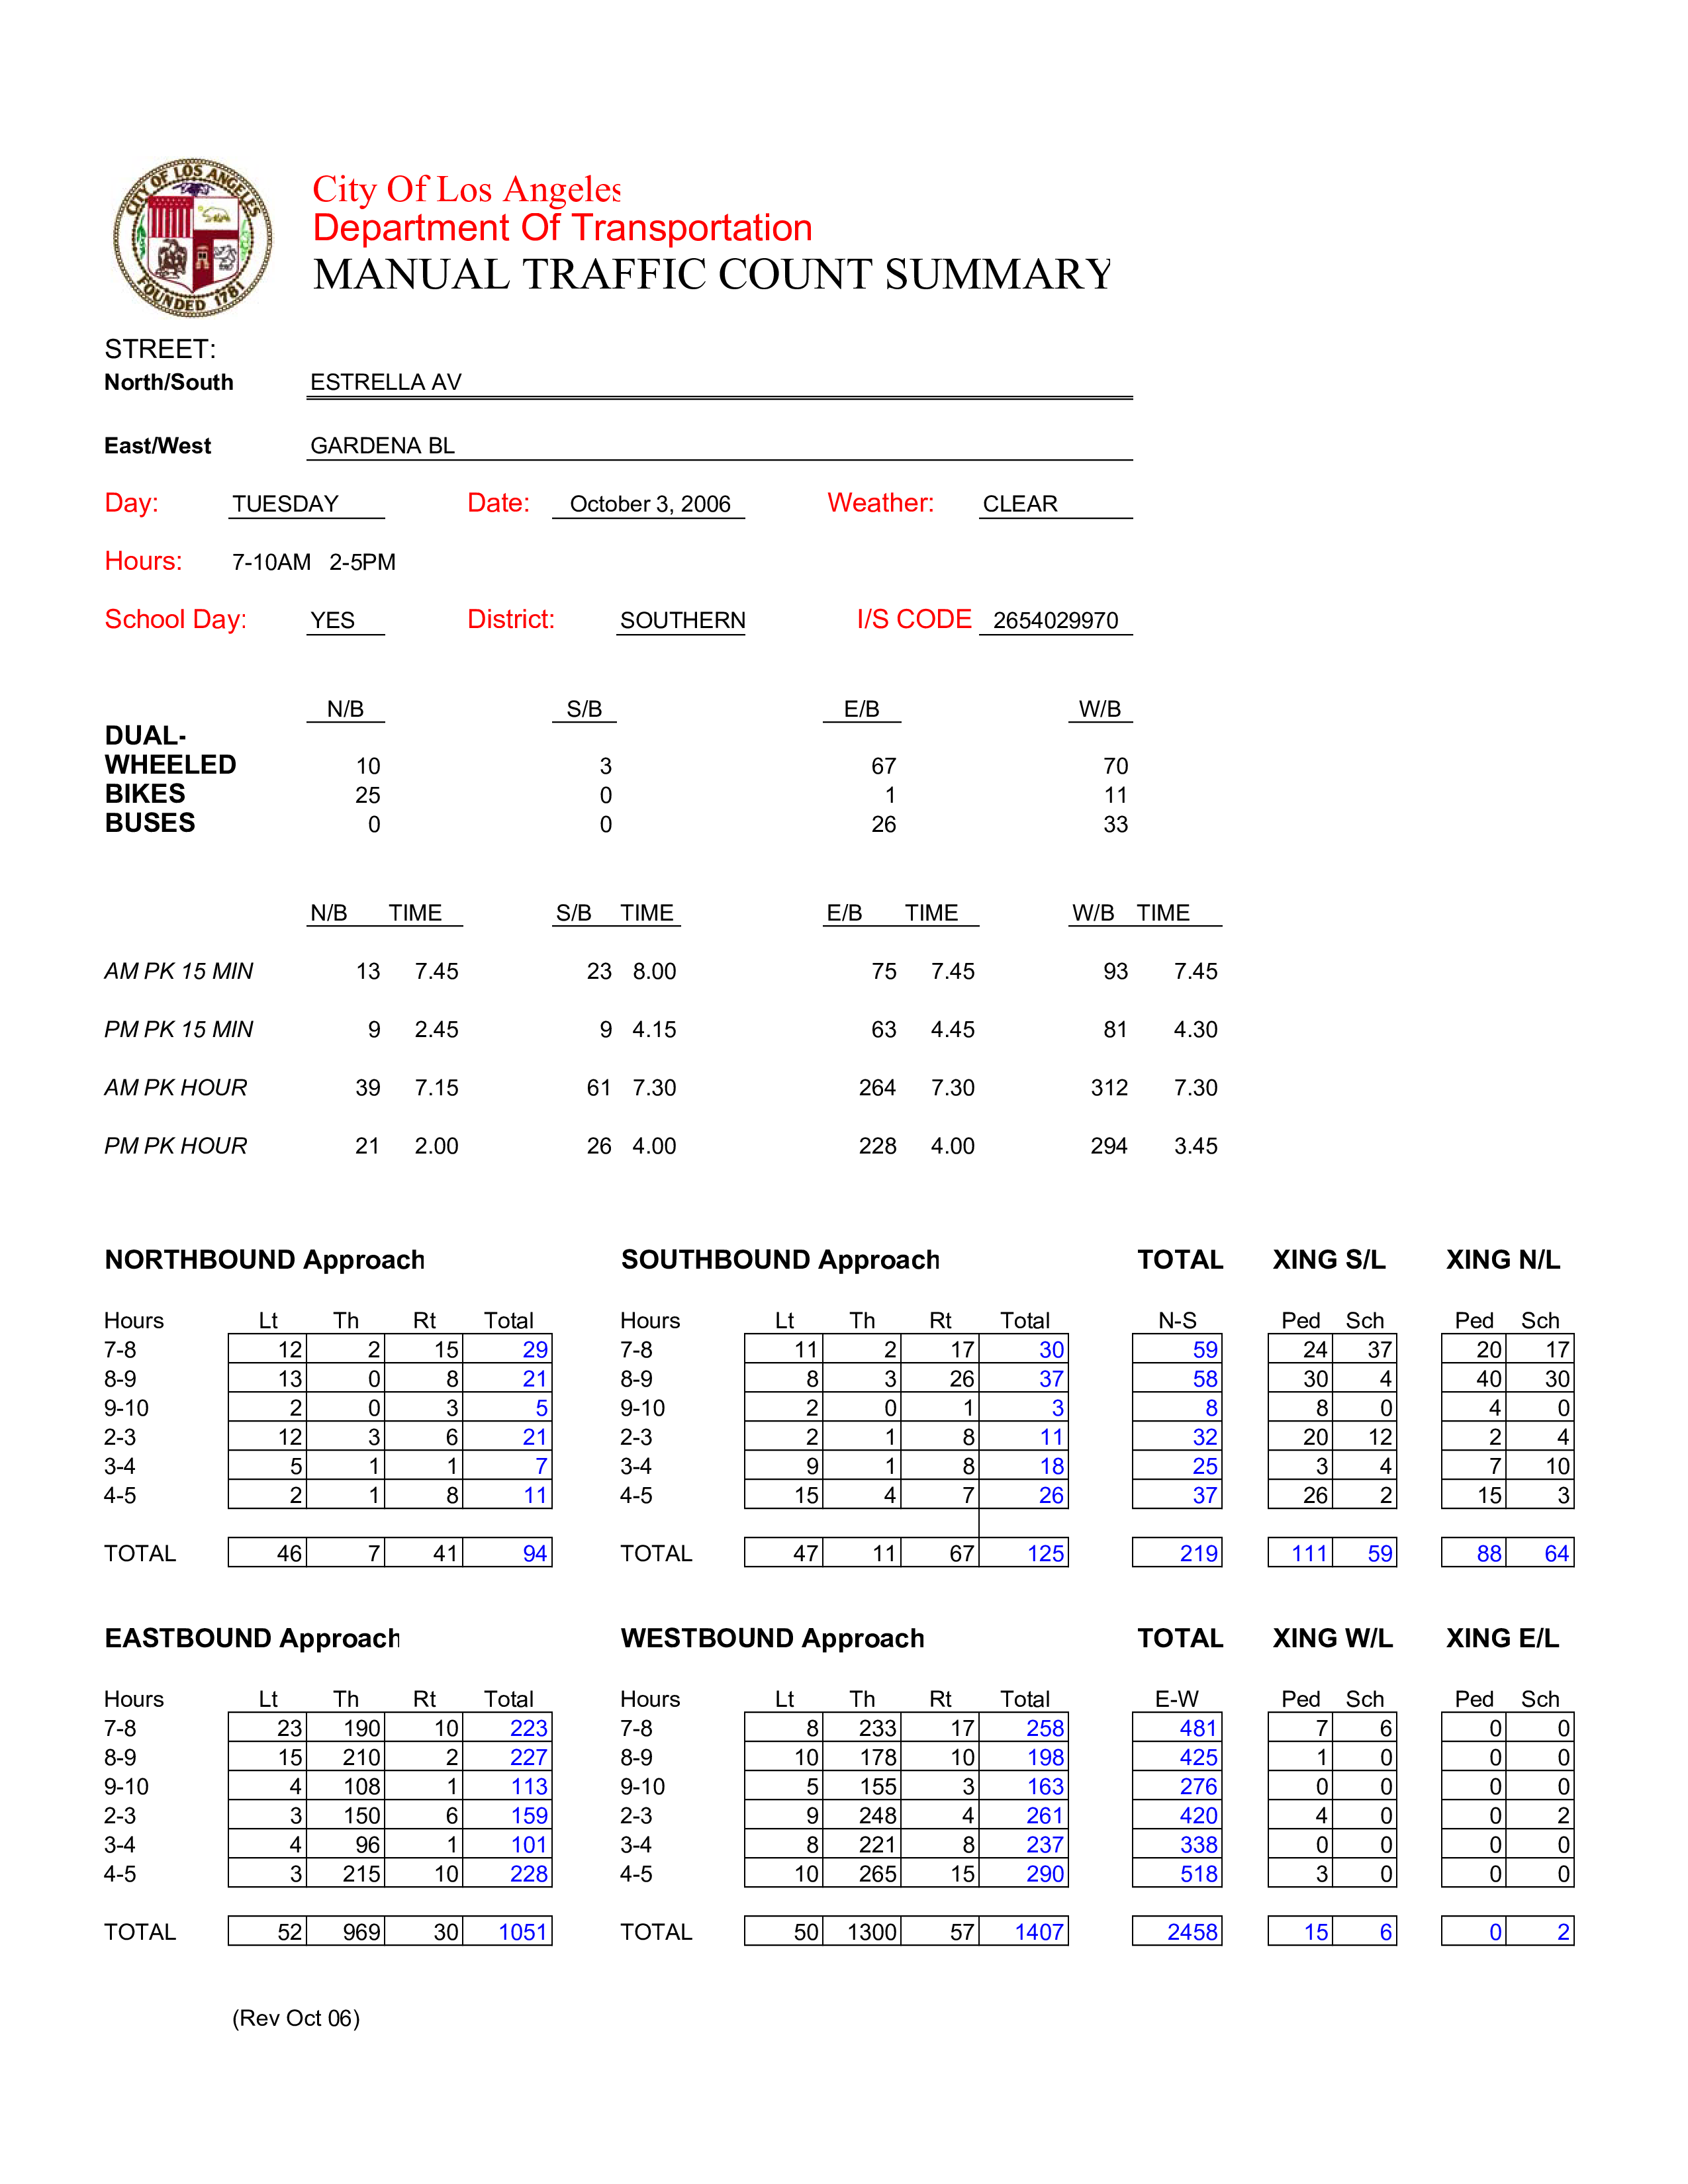 CITY OF LOS ANGELES
FOUNDED 1781
City Of Los Angeles
Department Of Transportation
MANUAL TRAFFIC COUNT SUMMARY
STREET:
North/South ESTRELLA AV
East/West GARDENA BL
Day: TUESDAY Date: October 3, 2006 Weather: CLEAR
Hours: 7-10AM 2-5PM
School Day: YES District: SOUTHERN I/S CODE 2654029970
N/B S/B E/B W/B
DUAL-
WHEELED 10 3 67 70
BIKES 25 0 1 11
BUSES 0 0 26 33
N/B TIME S/B TIME E/B TIME W/B TIME
AM PK 15 MIN 13 7.45 23 8.00 75 7.45 93 7.45
PM PK 15 MIN 9 2.45 9 4.15 63 4.45 81 4.30
AM PK HOUR 39 7.15 61 7.30 264 7.30 312 7.30
PM PK HOUR 21 2.00 26 4.00 228 4.00 294 3.45
NORTHBOUND Approach SOUTHBOUND Approach TOTAL XING S/L XING N/L
Hours Lt Th Rt Total Hours Lt Th Rt Total N-S Ped Sch Ped Sch
7-8 12 2 15 29 7-8 11 2 17 30 59 24 37 20 17
8-9 13 0 8 21 8-9 8 3 26 37 58 30 4 40 30
9-10 2 0 3 5 9-10 2 0 1 3 8 8 0 4 0
2-3 12 3 6 21 2-3 2 1 8 11 32 20 12 2 4
3-4 5 1 1 7 3-4 9 1 8 18 25 3 4 7 10
4-5 2 1 8 11 4-5 15 4 7 26 37 26 2 15 3
TOTAL 46 7 41 94 TOTAL 47 11 67 125 219 111 59 88 64
EASTBOUND Approach WESTBOUND Approach TOTAL XING W/L XING E/L
Hours Lt Th Rt Total Hours Lt Th Rt Total E-W Ped Sch Ped Sch
7-8 23 190 10 223 7-8 8 233 17 258 481 7 6 0 0
8-9 15 210 2 227 8-9 10 178 10 198 425 1 0 0 0
9-10 4 108 1 113 9-10 5 155 3 163 276 0 0 0 0
2-3 3 150 6 159 2-3 9 248 4 261 420 4 0 0 2
3-4 4 96 1 101 3-4 8 221 8 237 338 0 0 0 0
4-5 3 215 10 228 4-5 10 265 15 290 518 3 0 0 0
TOTAL 52 969 30 1051 TOTAL 50 1300 57 1407 2458 15 6 0 2
(Rev Oct 06)